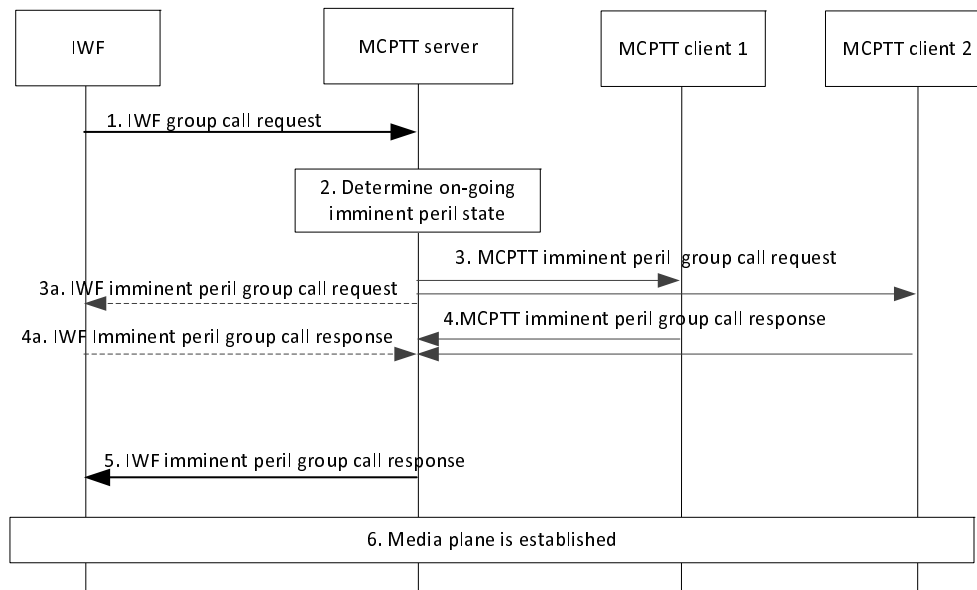 IWF
MCPTT server
MCPTT client 1
MCPTT client 2
1. IWF group call request
2. Determine on-going
imminent peril state
3. MCPTT imminent peril group call request
3a. IWF imminent peril group call request
4.MCPTT imminent peril group call response
4a. IWF Imminent peril group call response
5. IWF imminent peril group call response
6. Media plane is established